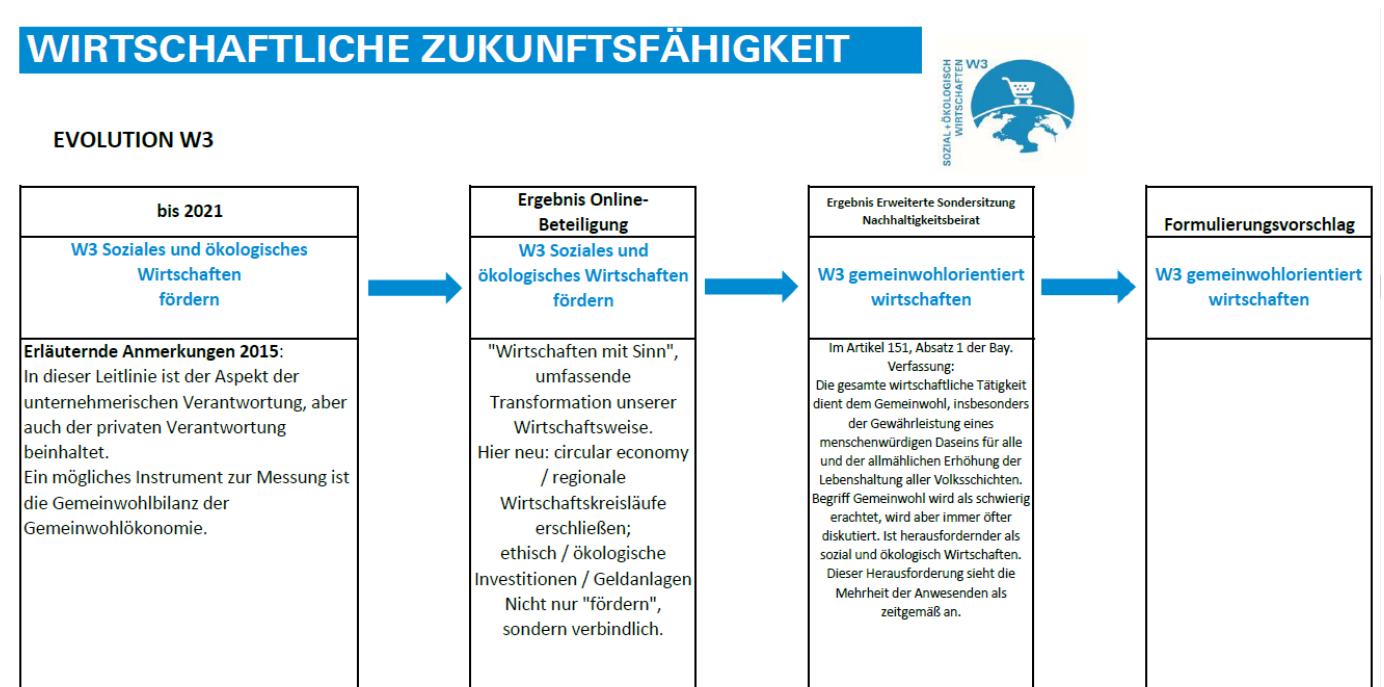 WIRTSCHAFTLICHE ZUKUNFTSFÄHIGKEIT
SOZIAL+ÖKOLOGISCH
WIRTSCHAFTEN
W3
EVOLUTION W3
bis 2021
W3 Soziales und ökologisches
Wirtschaften
fördern
Erläuternde Anmerkungen 2015:
In dieser Leitlinie ist der Aspekt der
unternehmerischen Verantwortung, aber
auch der privaten Verantwortung
beinhaltet.
Ein mögliches Instrument zur Messung ist
die Gemeinwohlbilanz der
Gemeinwohlökonomie.
Ergebnis Online-
Beteiligung
W3 Soziales und
ökologisches Wirtschaften
fördern
"Wirtschaften mit Sinn",
umfassende
Transformation unserer
Wirtschaftsweise.
Hier neu: circular economy
/ regionale
Wirtschaftskreisläufe
erschließen;
ethisch / ökologische
Investitionen / Geldanlagen
Nicht nur "fördern",
sondern verbindlich.
Ergebnis Erweiterte Sondersitzung
Nachhaltigkeitsbeirat
W3 gemeinwohlorientiert
wirtschaften
Im Artikel 151, Absatz 1 der Bay.
Verfassung:
Die gesamte wirtschaftliche Tätigkeit
dient dem Gemeinwohl, insbesonders
der Gewährleistung eines
menschenwürdigen Daseins für alle
und der allmählichen Erhöhung der
Lebenshaltung aller Volksschichten.
Begriff Gemeinwohl wird als schwierig
erachtet, wird aber immer öfter
diskutiert. Ist herausfordernder als
sozial und ökologisch Wirtschaften.
Dieser Herausforderung sieht die
Mehrheit der Anwesenden als
zeitgemäß an.
Formulierungsvorschlag
W3 gemeinwohlorientiert
wirtschaften